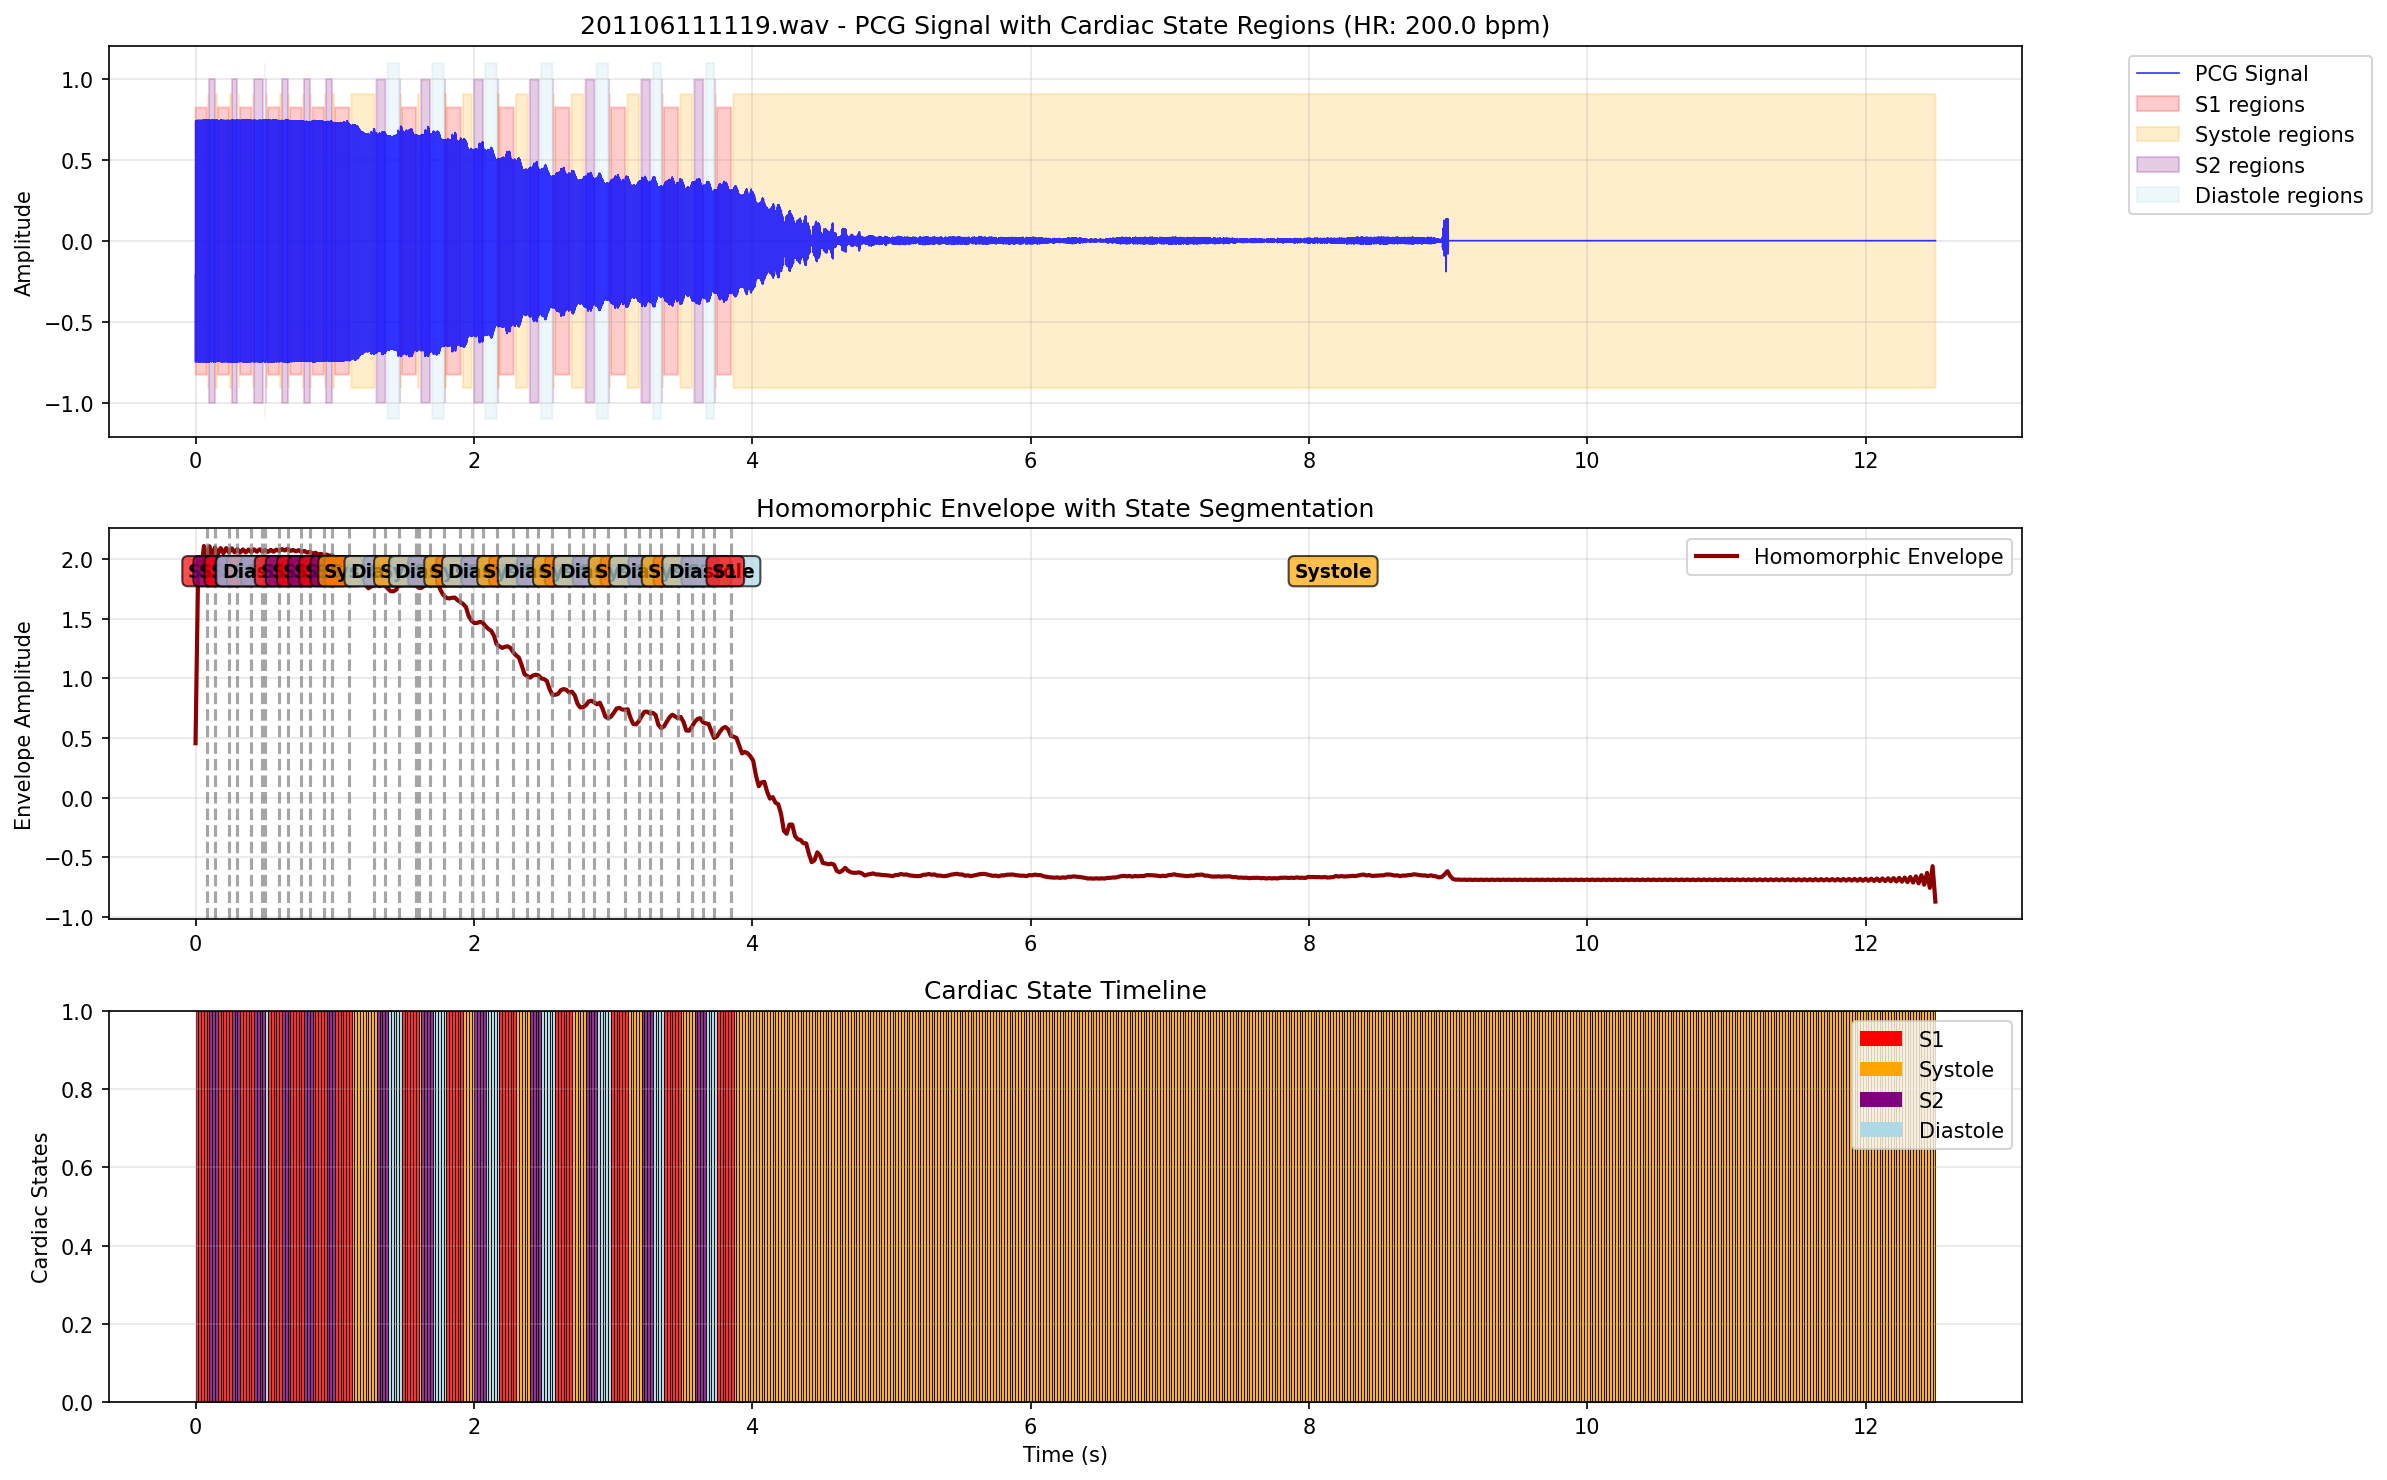 201106111119.wav - PCG Signal with Cardiac State Regions (HR: 200.0 bpm)
Amplitude
1.0
0.5
0.0
−0.5
−1.0
0 2 4 6 8 10 12
PCG Signal
S1 regions
Systole regions
S2 regions
Diastole regions
Homomorphic Envelope with State Segmentation
Envelope Amplitude
2.0
1.5
1.0
0.5
0.0
−0.5
−1.0
Homomorphic Envelope
S1
Systole
0 2 4 6 8 10 12
Cardiac State Timeline
Cardiac States
1.0
0.8
0.6
0.4
0.2
0.0
S1
Systole
S2
Diastole
0 2 4 6 8 10 12
Time (s)